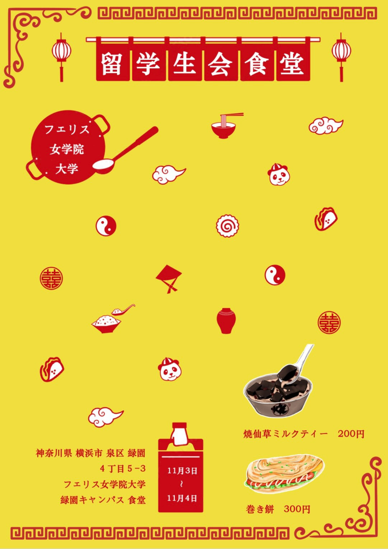 留学生会食堂
フェリス
女学院
大学
焼仙草ミルクティー 200円
神奈川県 横浜市 泉区 緑園
4丁目5-3
フェリス女学院大学
緑園キャンパス 食堂
11月3日
~
11月4日
巻き餅 300円